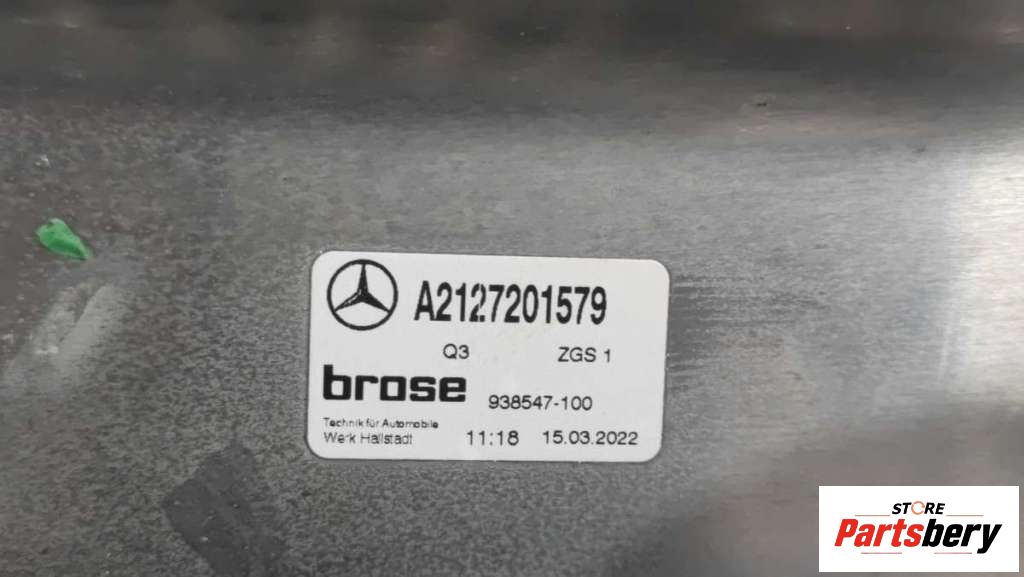 A2127201579
Q3 ZGS 1
brose 938547-100
Technik für Automobile
Werk Hallstadt 11:18 15.03.2022
STORE
Partsbery